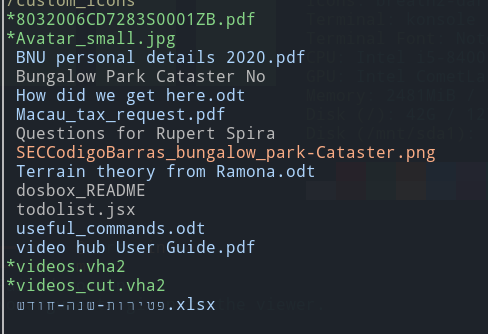 /custom_icons
*8032006CD7283S0001ZB.pdf
*Avatar_small.jpg
BNU personal details 2020.pdf
Bungalow Park Cataster No
How did we get here.odt
Macau_tax_request.pdf
Questions for Rupert Spira
SECCodigoBarras_bungalow_park-Cataster.png
Terrain theory from Ramona.odt
dosbox_README
todolist.jsx
useful_commands.odt
video hub User Guide.pdf
*videos.vha2
*videos_cut.vha2
פטירות-שנה-חודש.xlsx